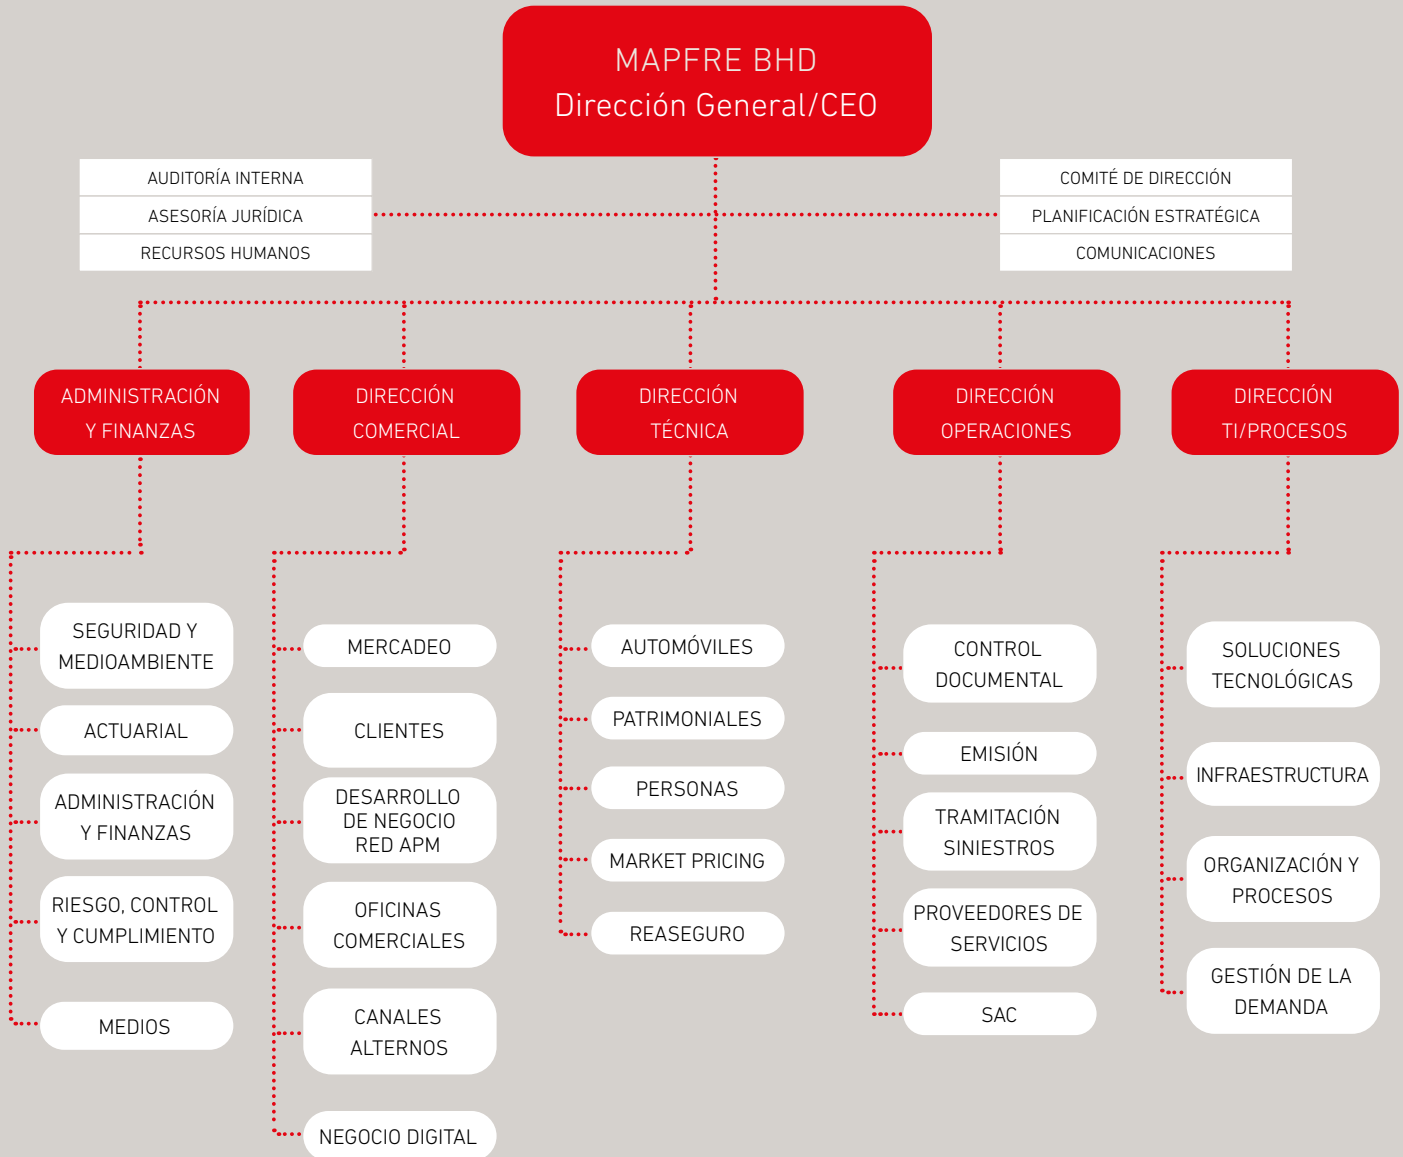 MAPFRE BHD
Dirección General/CEO
AUDITORÍA INTERNA
ASESORÍA JURÍDICA
RECURSOS HUMANOS
COMITÉ DE DIRECCIÓN
PLANIFICACIÓN ESTRATÉGICA
COMUNICACIONES
ADMINISTRACIÓN
Y FINANZAS
DIRECCIÓN
COMERCIAL
DIRECCIÓN
TÉCNICA
DIRECCIÓN
OPERACIONES
DIRECCIÓN
TI/PROCESOS
SEGURIDAD Y
MEDIOAMBIENTE
ACTUARIAL
ADMINISTRACIÓN
Y FINANZAS
RIESGO, CONTROL
Y CUMPLIMIENTO
MEDIOS
MERCADEO
CLIENTES
DESARROLLO
DE NEGOCIO
RED APM
OFICINAS
COMERCIALES
CANALES
ALTERNOS
NEGOCIO DIGITAL
AUTOMÓVILES
PATRIMONIALES
PERSONAS
MARKET PRICING
REASEGURO
CONTROL
DOCUMENTAL
EMISIÓN
TRAMITACIÓN
SINIESTROS
PROVEEDORES DE
SERVICIOS
SAC
SOLUCIONES
TECNOLÓGICAS
INFRAESTRUCTURA
ORGANIZACIÓN Y
PROCESOS
GESTIÓN DE LA
DEMANDA